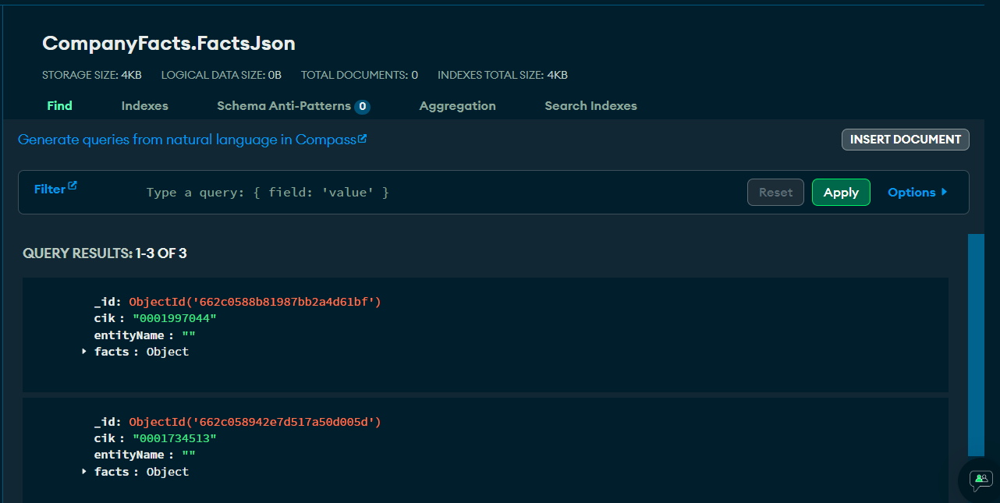 CompanyFacts.FactsJson
STORAGE SIZE: 4KB LOGICAL DATA SIZE: 0B TOTAL DOCUMENTS: 0 INDEXES TOTAL SIZE: 4KB
Find Indexes Schema Anti-Patterns 0 Aggregation Search Indexes
Generate queries from natural language in Compass
INSERT DOCUMENT
Filter Type a query: { field: 'value' } Reset Apply Options
QUERY RESULTS: 1-3 OF 3
_id: ObjectId('662c0588b81987bb2a4d61bf')
cik : "0001997044"
entityName : ""
facts : Object
_id: ObjectId('662c058942e7d517a50d005d')
cik : "0001734513"
entityName : ""
facts : Object